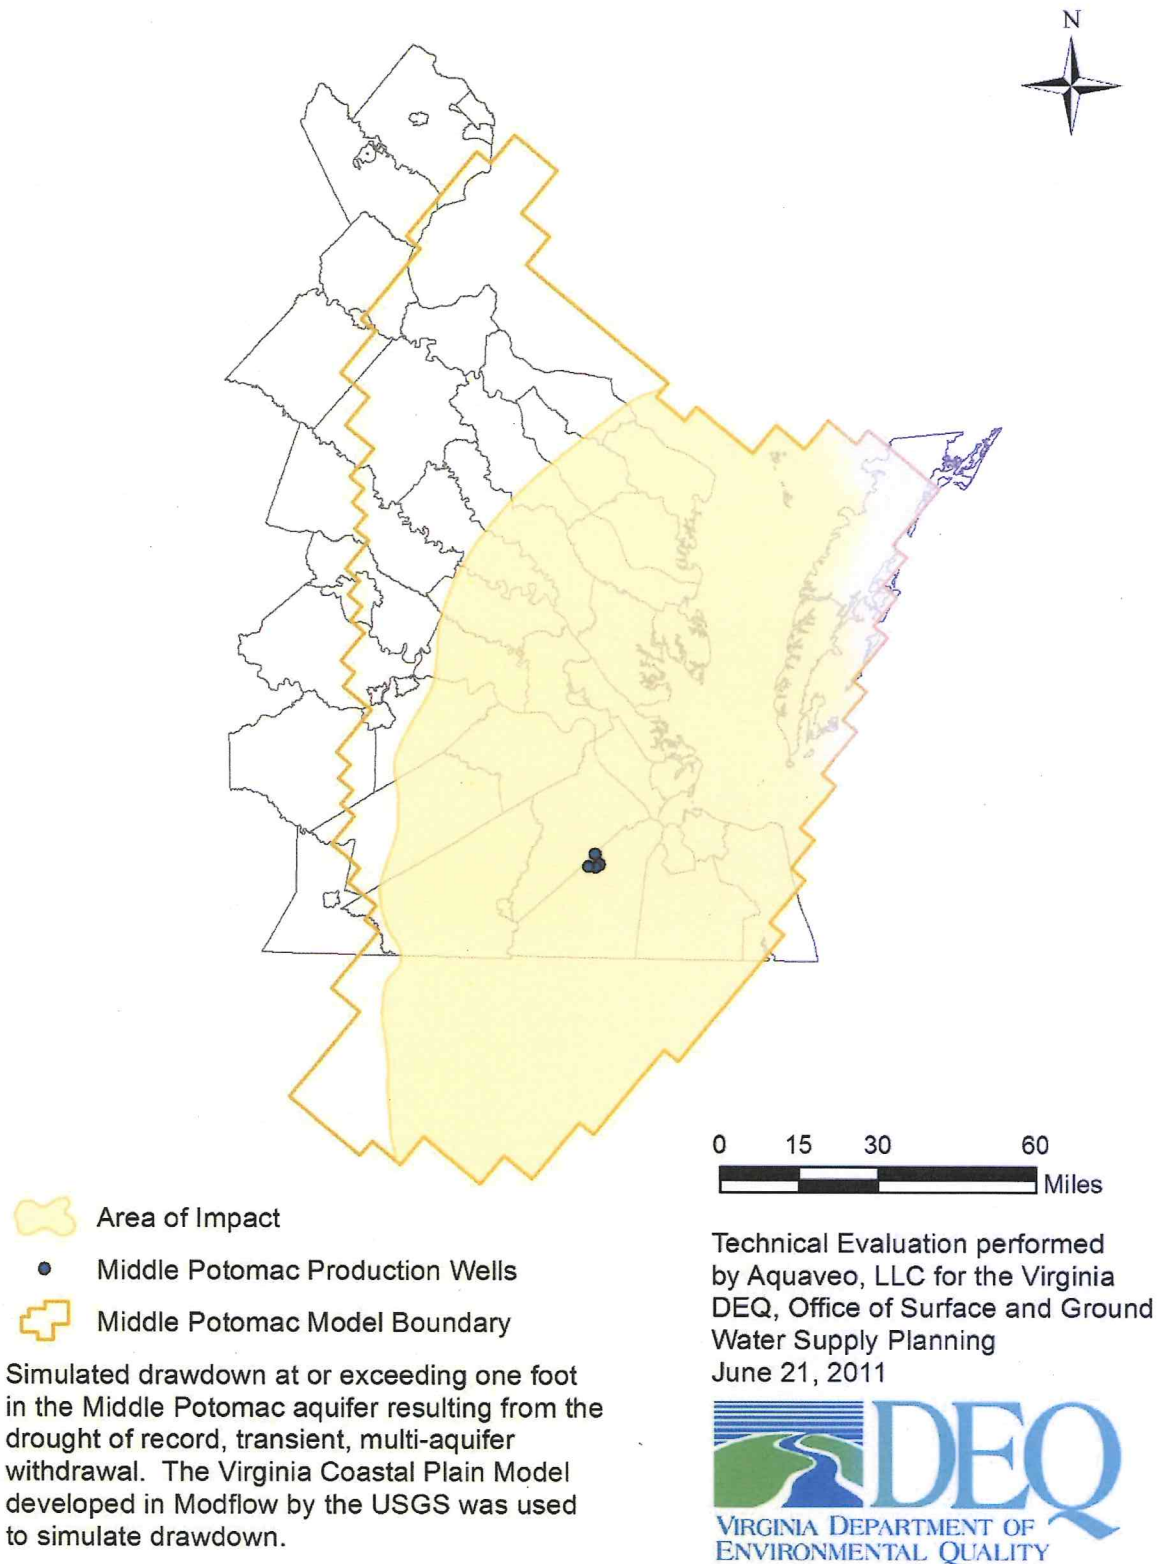 N
0 15 30 60
Miles
Area of Impact
Middle Potomac Production Wells
Middle Potomac Model Boundary
Simulated drawdown at or exceeding one foot
in the Middle Potomac aquifer resulting from the
drought of record, transient, multi-aquifer
withdrawal. The Virginia Coastal Plain Model
developed in Modflow by the USGS was used
to simulate drawdown.
Technical Evaluation performed
by Aquaveo, LLC for the Virginia
DEQ, Office of Surface and Ground
Water Supply Planning
June 21, 2011
DEQ
VIRGINIA DEPARTMENT OF
ENVIRONMENTAL QUALITY